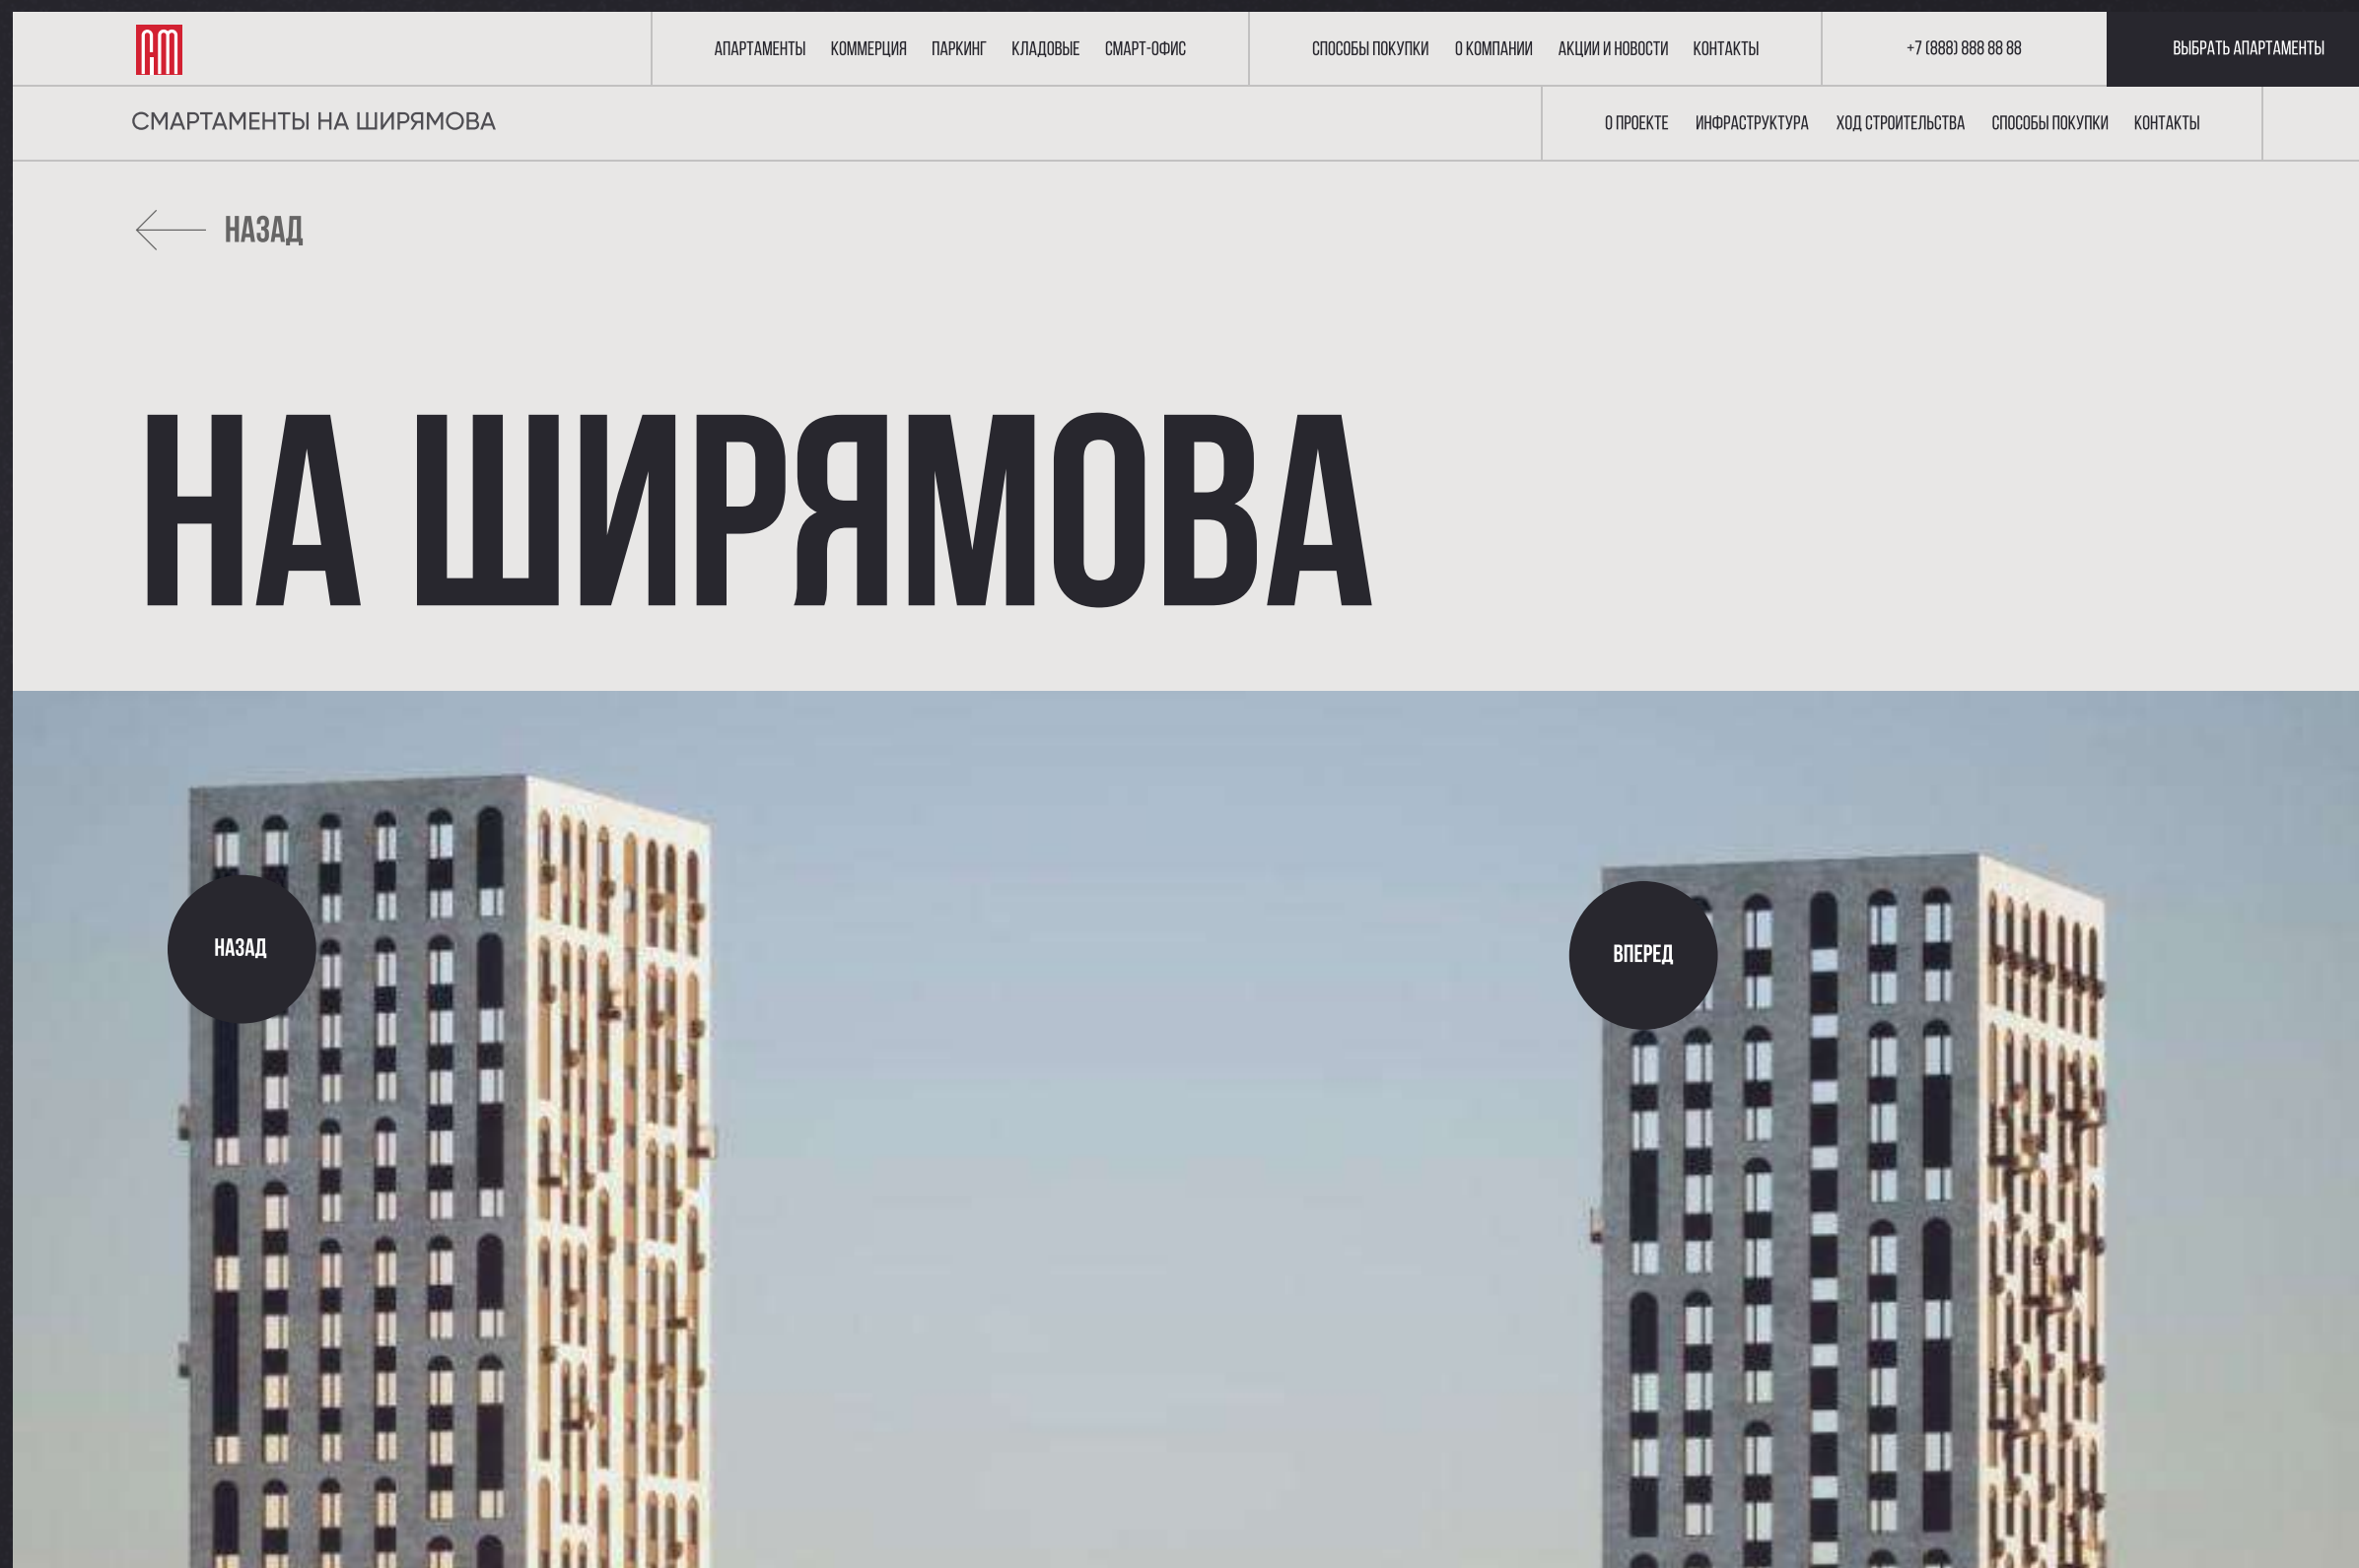 АМ
АПАРТАМЕНТЫ КОММЕРЦИЯ ПАРКИНГ КЛАДОВЫЕ СМАРТ-ОФИС СПОСОБЫ ПОКУПКИ О КОМПАНИИ АКЦИИ И НОВОСТИ КОНТАКТЫ +7 (888) 888 88 88 ВЫБРАТЬ АПАРТАМЕНТЫ
СМАРТАМЕНТЫ НА ШИРЯМОВА О ПРОЕКТЕ ИНФРАСТРУКТУРА ХОД СТРОИТЕЛЬСТВА СПОСОБЫ ПОКУПКИ КОНТАКТЫ
НАЗАД
НА ШИРЯМОВА
НАЗАД
ВПЕРЕД